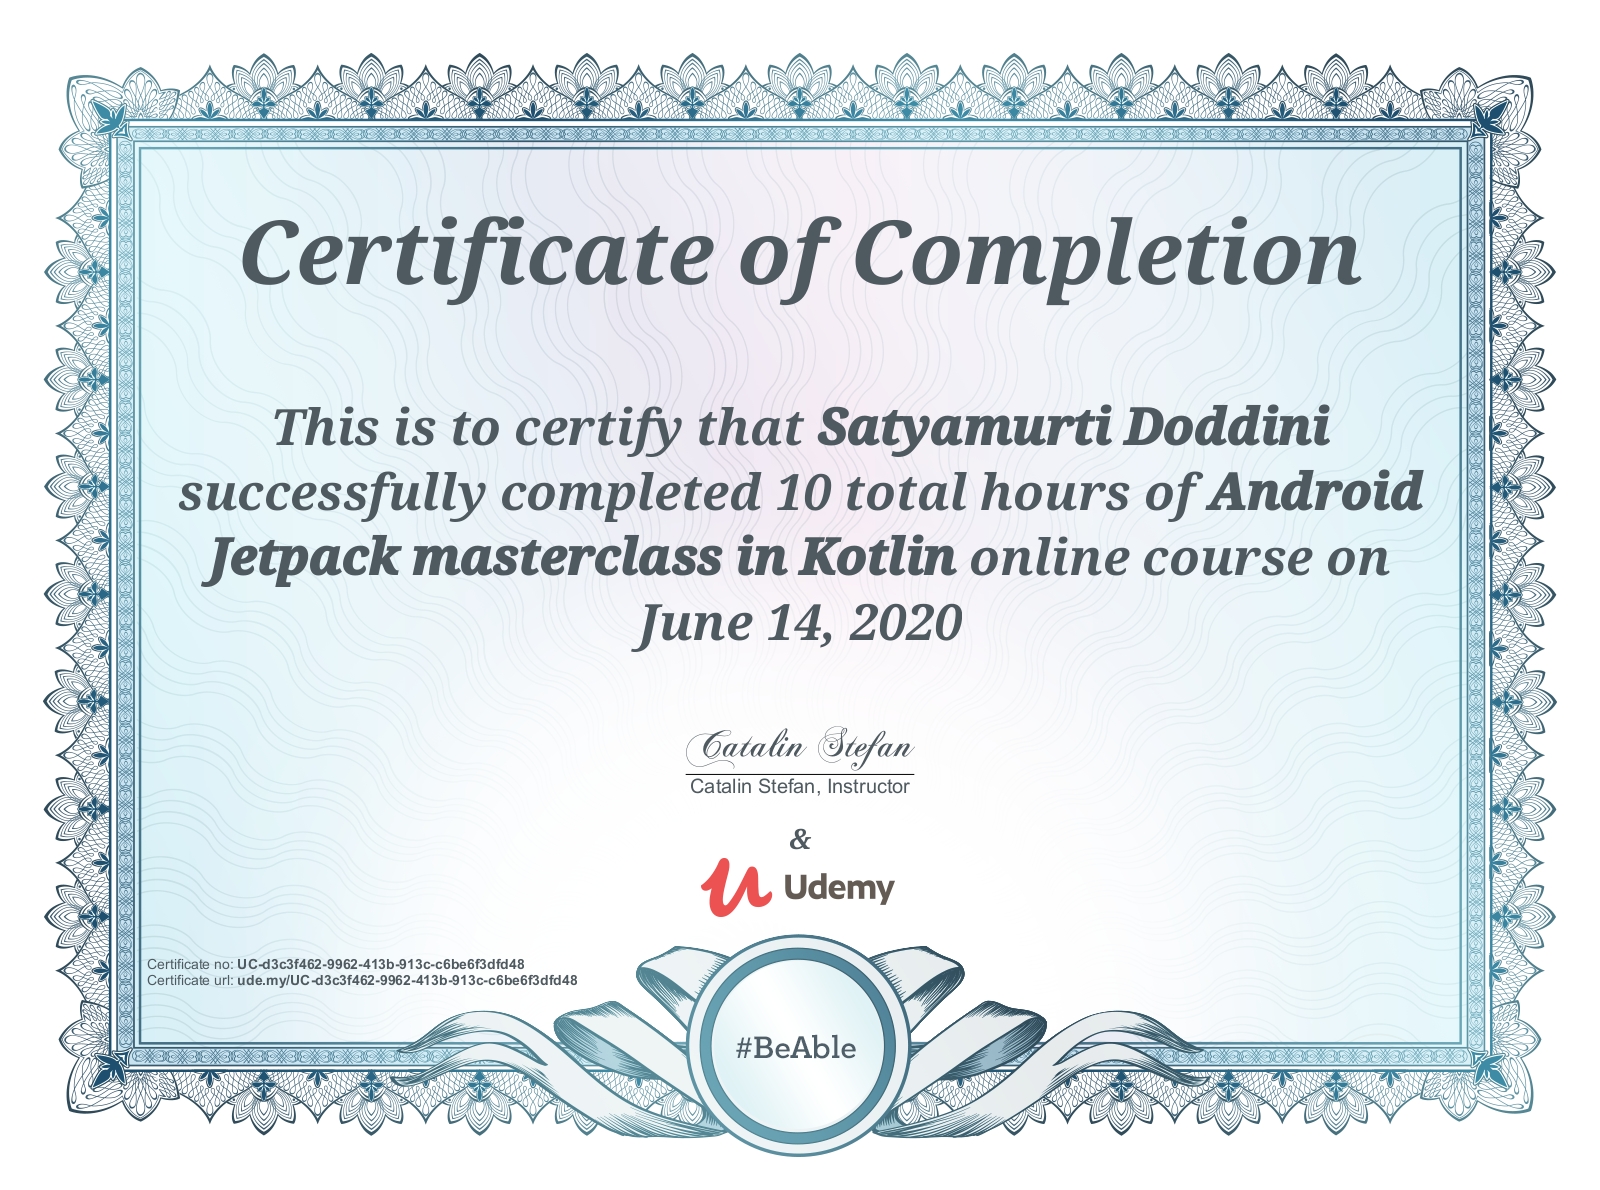 Certificate of Completion
This is to certify that Satyamurti Doddini
successfully completed 10 total hours of Android
Jetpack masterclass in Kotlin online course on
June 14, 2020
Catalin Stefan
Catalin Stefan, Instructor
&
Udemy
Certificate no: UC-d3c3f462-9962-413b-913c-c6be6f3dfd48
Certificate url: ude.my/UC-d3c3f462-9962-413b-913c-c6be6f3dfd48
#BeAble